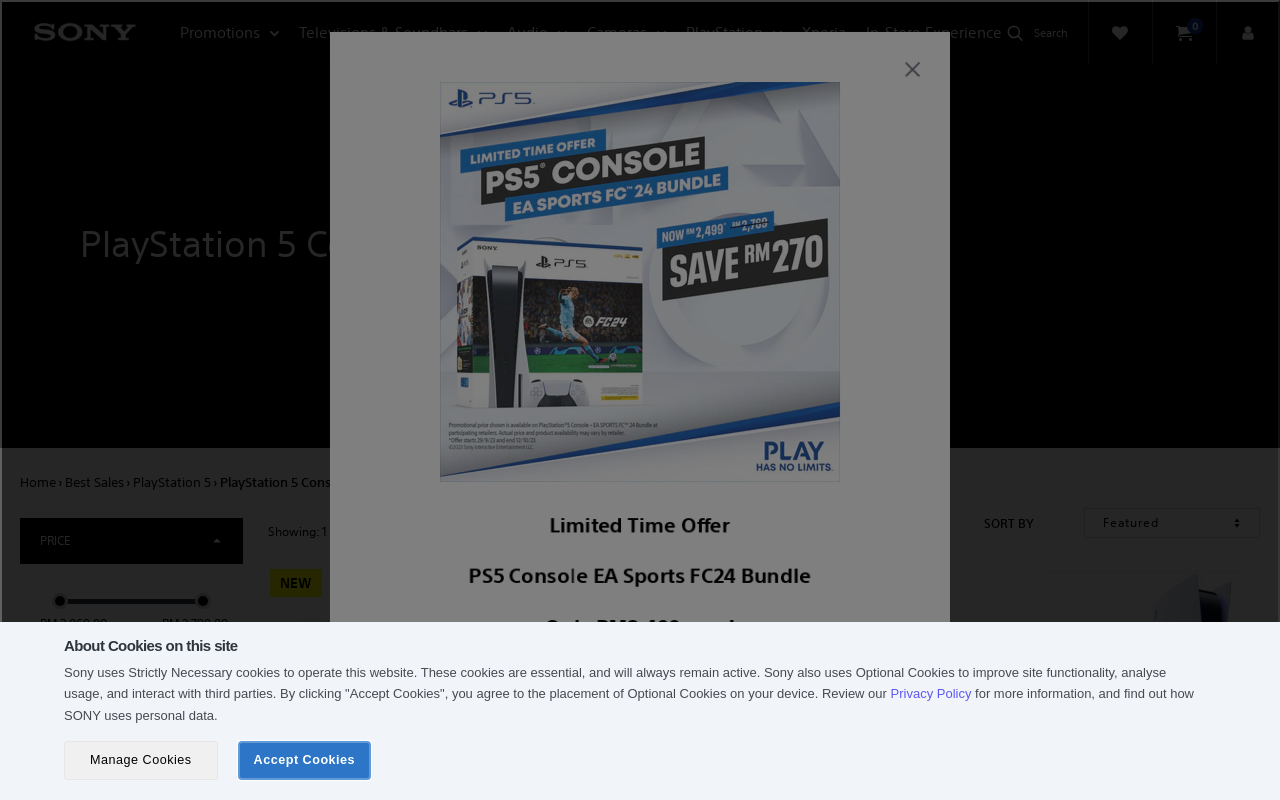 SONY
Promotions
Televisions & Soundbars
Audio
Cameras
PlayStation
Xperia
In-Store Experience
Search
0
PS5
LIMITED TIME OFFER
PS5 CONSOLE
EA SPORTS FC™ 24 BUNDLE
NOW RM 2,499* RM 2,769
SAVE RM 270
SONY
PS5
FC24
Promotional price shown is available on PlayStation®5 Console – EA SPORTS FC™ 24 Bundle at
participating retailers. Actual price and product availability may vary by retailer.
*Offer starts 29/9/23 and end 12/10/23
©2023 Sony Interactive Entertainment LLC.
PLAY
HAS NO LIMITS.
PlayStation 5 Co
Home › Best Sales › PlayStation 5 › PlayStation 5 Cons
PRICE
Showing: 1
NEW
SORT BY
Featured
Limited Time Offer
PS5 Console EA Sports FC24 Bundle
About Cookies on this site
Sony uses Strictly Necessary cookies to operate this website. These cookies are essential, and will always remain active. Sony also uses Optional Cookies to improve site functionality, analyse
usage, and interact with third parties. By clicking "Accept Cookies", you agree to the placement of Optional Cookies on your device. Review our Privacy Policy for more information, and find out how
SONY uses personal data.
Manage Cookies
Accept Cookies